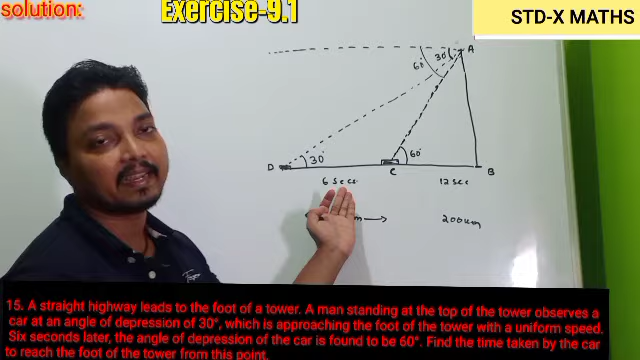 solution:
Exercise-9.1
STD-X MATHS
A
60°
30°
30°
60°
D
C
B
6 secs
12 sec
200km
15. A straight highway leads to the foot of a tower. A man standing at the top of the tower observes a
car at an angle of depression of 30°, which is approaching the foot of the tower with a uniform speed.
Six seconds later, the angle of depression of the car is found to be 60°. Find the time taken by the car
to reach the foot of the tower from this point.